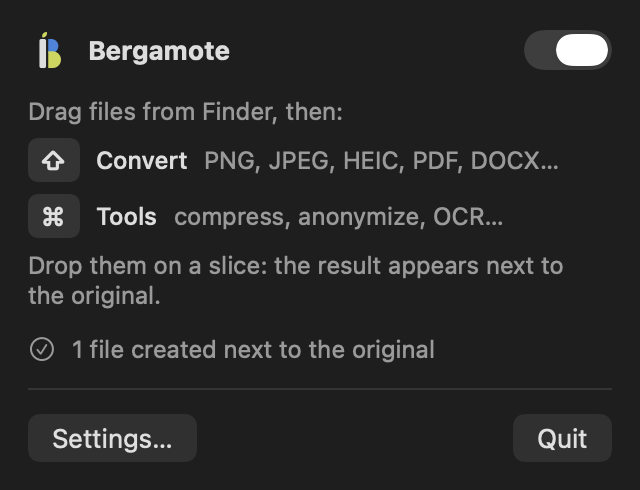 Bergamote
Drag files from Finder, then:
⇧ Convert PNG, JPEG, HEIC, PDF, DOCX...
⌘ Tools compress, anonymize, OCR...
Drop them on a slice: the result appears next to
the original.
1 file created next to the original
Settings...
Quit